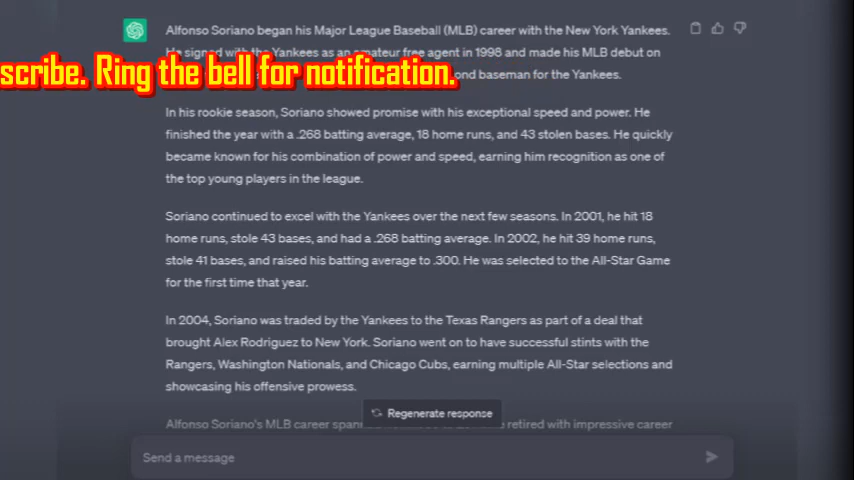 Alfonso Soriano began his Major League Baseball (MLB) career with the New York Yankees.
He signed with the Yankees as an amateur free agent in 1998 and made his MLB debut on
scribe. Ring the bell for notification.
ond baseman for the Yankees.
In his rookie season, Soriano showed promise with his exceptional speed and power. He
finished the year with a .268 batting average, 18 home runs, and 43 stolen bases. He quickly
became known for his combination of power and speed, earning him recognition as one of
the top young players in the league.
Soriano continued to excel with the Yankees over the next few seasons. In 2001, he hit 18
home runs, stole 43 bases, and had a .268 batting average. In 2002, he hit 39 home runs,
stole 41 bases, and raised his batting average to .300. He was selected to the All-Star Game
for the first time that year.
In 2004, Soriano was traded by the Yankees to the Texas Rangers as part of a deal that
brought Alex Rodriguez to New York. Soriano went on to have successful stints with the
Rangers, Washington Nationals, and Chicago Cubs, earning multiple All-Star selections and
showcasing his offensive prowess.
Regenerate response
Alfonso Soriano's MLB career retired with impressive career
Send a message